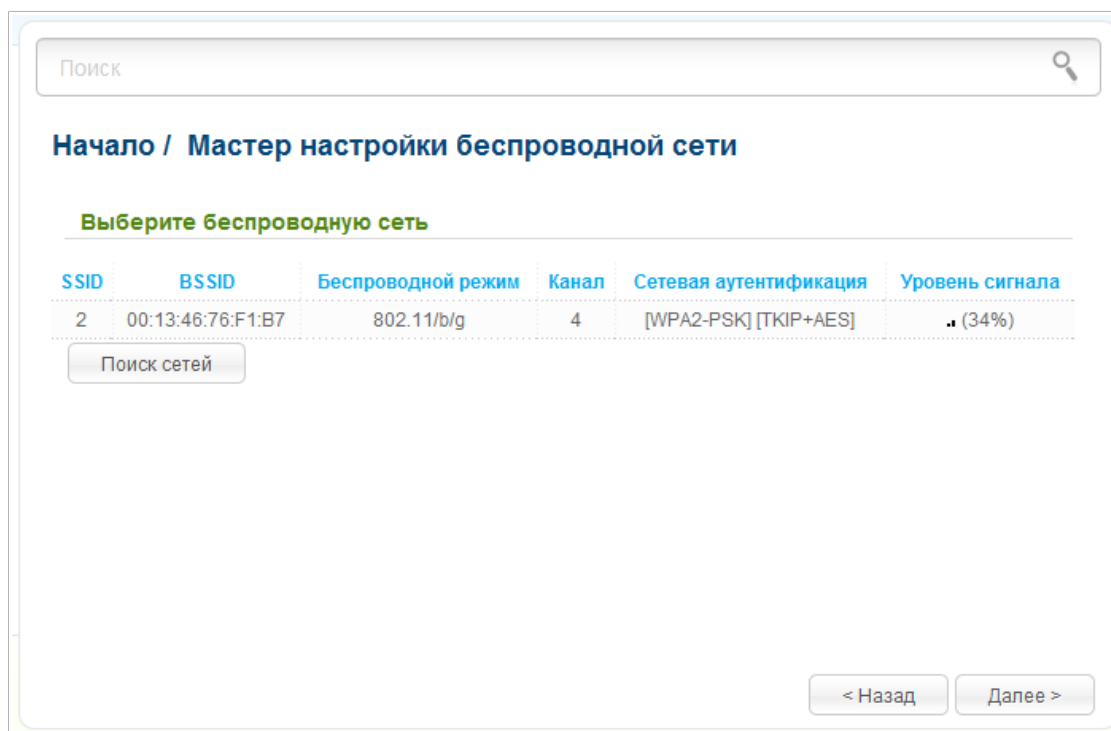 Поиск
Начало / Мастер настройки беспроводной сети
Выберите беспроводную сеть
SSID BSSID Беспроводной режим Канал Сетевая аутентификация Уровень сигнала
2 00:13:46:76:F1:B7 802.11/b/g 4 [WPA2-PSK] [TKIP+AES] (34%)
Поиск сетей
< Назад Далее >